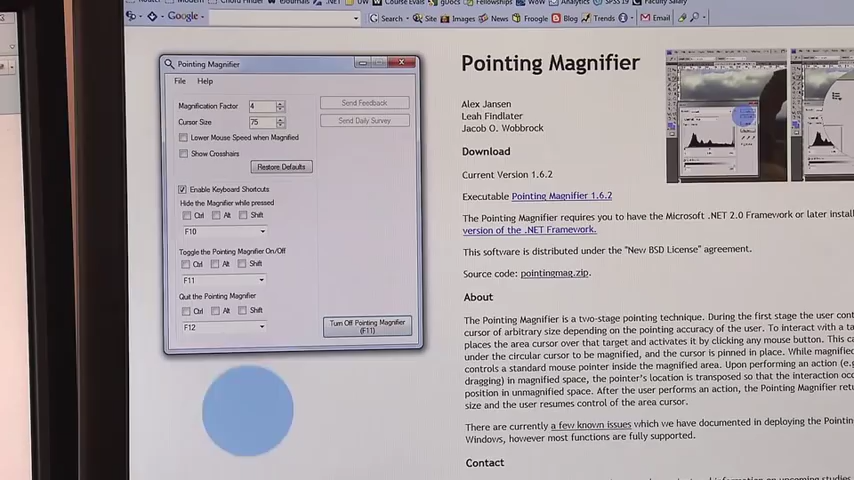 Course Evals gDocs Fellowships WoW Analytics SPSS19 Faculty Salary
Google Search Site Images News Froogle Blog Trends Email
Pointing Magnifier
File Help
Magnification Factor 4
Send Feedback
Cursor Size 75
Send Daily Survey
Lower Mouse Speed when Magnified
Show Crosshairs
Restore Defaults
Enable Keyboard Shortcuts
Hide the Magnifier while pressed
Ctrl Alt Shift
F10
Toggle the Pointing Magnifier On/Off
Ctrl Alt Shift
F11
Quit the Pointing Magnifier
Ctrl Alt Shift
F12
Turn Off Pointing Magnifier
(F11)
Pointing Magnifier
Alex Jansen
Leah Findlater
Jacob O. Wobbrock
Download
Current Version 1.6.2
Executable Pointing Magnifier 1.6.2
The Pointing Magnifier requires you to have the Microsoft .NET 2.0 Framework or later
version of the .NET Framework.
This software is distributed under the "New BSD License" agreement.
Source code: pointingmag.zip.
About
The Pointing Magnifier is a two-stage pointing technique. During the first stage the user
cursor of arbitrary size depending on the pointing accuracy of the user. To interact with a
places the area cursor over that target and activates it by clicking any mouse button. This
under the circular cursor to be magnified, and the cursor is pinned in place. While
controls a standard mouse pointer inside the magnified area. Upon performing an action
dragging) in magnified space, the pointer's location is transposed so that the interaction
position in unmagnified space. After the user performs an action, the Pointing Magnifier
size and the user resumes control of the area cursor.
There are currently a few known issues which we have documented in deploying the
Windows, however most functions are fully supported.
Contact